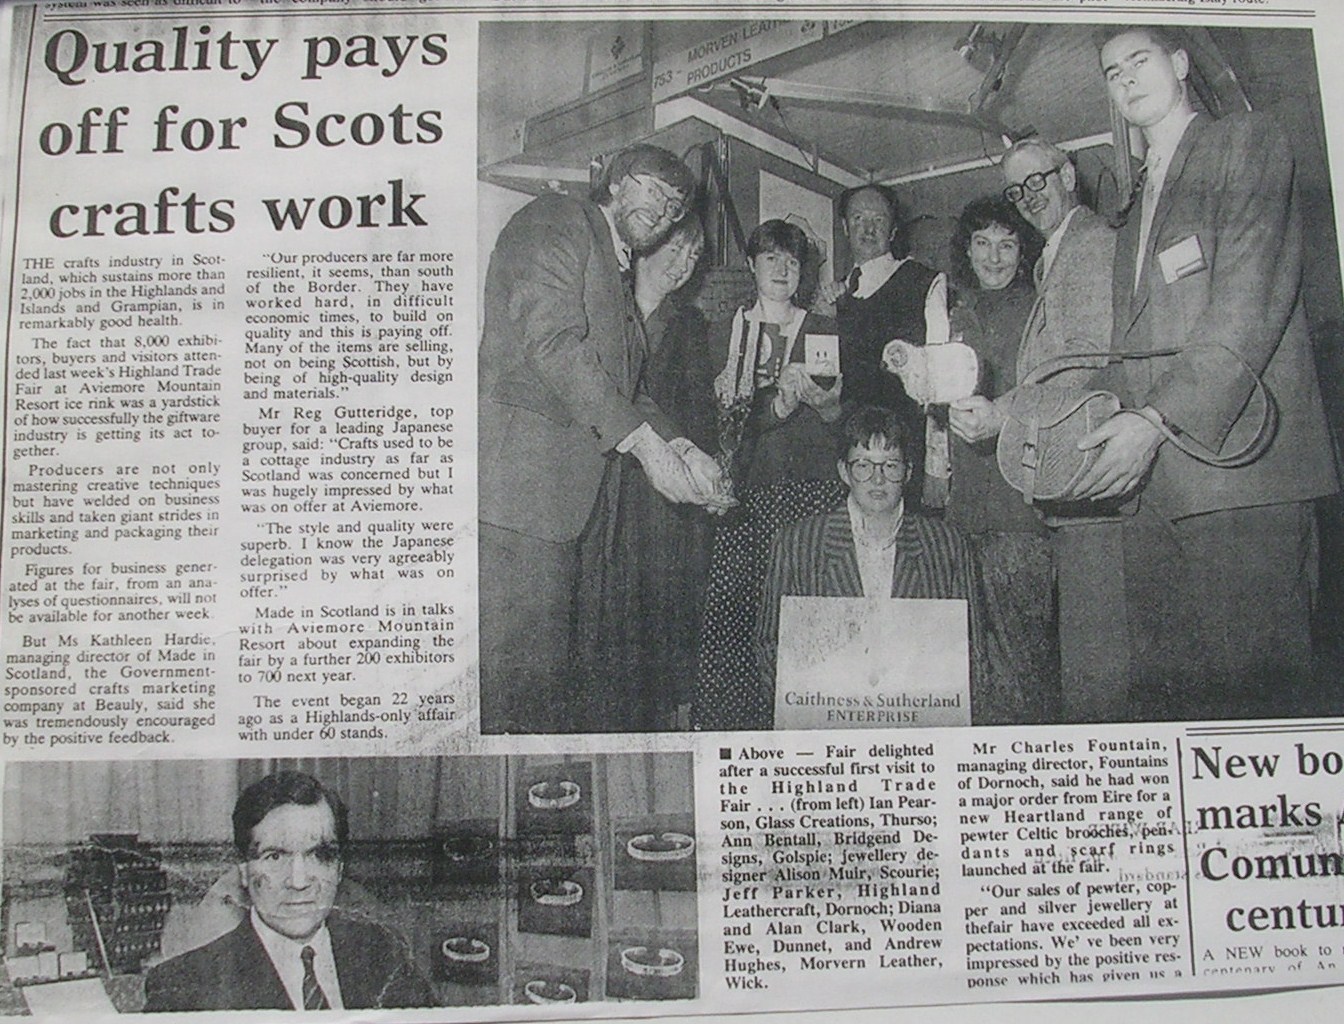 Quality pays
off for Scots
crafts work
THE crafts industry in Scot-
land, which sustains more than
2,000 jobs in the Highlands and
Islands and Grampian, is in
remarkably good health.
The fact that 8,000 exhibi-
tors, buyers and visitors atten-
ded last week's Highland Trade
Fair at Aviemore Mountain
Resort ice rink was a yardstick
of how successfully the giftware
industry is getting its act to-
gether.
Producers are not only
mastering creative techniques
but have welded on business
skills and taken giant strides in
marketing and packaging their
products.
Figures for business gener-
ated at the fair, from an ana-
lyses of questionnaires, will not
be available for another week.
But Ms Kathleen Hardie,
managing director of Made in
Scotland, the Government-
sponsored crafts marketing
company at Beauly, said she
was tremendously encouraged
by the positive feedback.
"Our producers are far more
resilient, it seems, than south
of the Border. They have
worked hard, in difficult
economic times, to build on
quality and this is paying off.
Many of the items are selling,
not on being Scottish, but by
being of high-quality design
and materials."
Mr Reg Gutteridge, top
buyer for a leading Japanese
group, said: "Crafts used to be
a cottage industry as far as
Scotland was concerned but I
was hugely impressed by what
was on offer at Aviemore.
"The style and quality were
superb. I know the Japanese
delegation was very agreeably
surprised by what was on
offer."
Made in Scotland is in talks
with Aviemore Mountain
Resort about expanding the
fair by a further 200 exhibitors
to 700 next year.
The event began 22 years
ago as a Highlands-only affair
with under 60 stands.
753 - MORVEN LEATH
PRODUCTS
Caithness & Sutherland
ENTERPRISE
■ Above — Fair delighted
after a successful first visit to
the Highland Trade
Fair . . . (from left) Ian Pear-
son, Glass Creations, Thurso;
Ann Bentall, Bridgend De-
signs, Golspie; jewellery de-
signer Alison Muir, Scourie;
Jeff Parker, Highland
Leathercraft, Dornoch; Diana
and Alan Clark, Wooden
Ewe, Dunnet, and Andrew
Hughes, Morvern Leather,
Wick.
Mr Charles Fountain,
managing director, Fountains
of Dornoch, said he had won
a major order from Eire for a
new Heartland range of
pewter Celtic brooches, pen-
dants and scarf rings
launched at the fair.
"Our sales of pewter, cop-
per and silver jewellery at
thefair have exceeded all ex-
pectations. We' ve been very
impressed by the positive res-
ponse which has given us a
New bo
marks
Comun
centu
A NEW book to
centenary of An